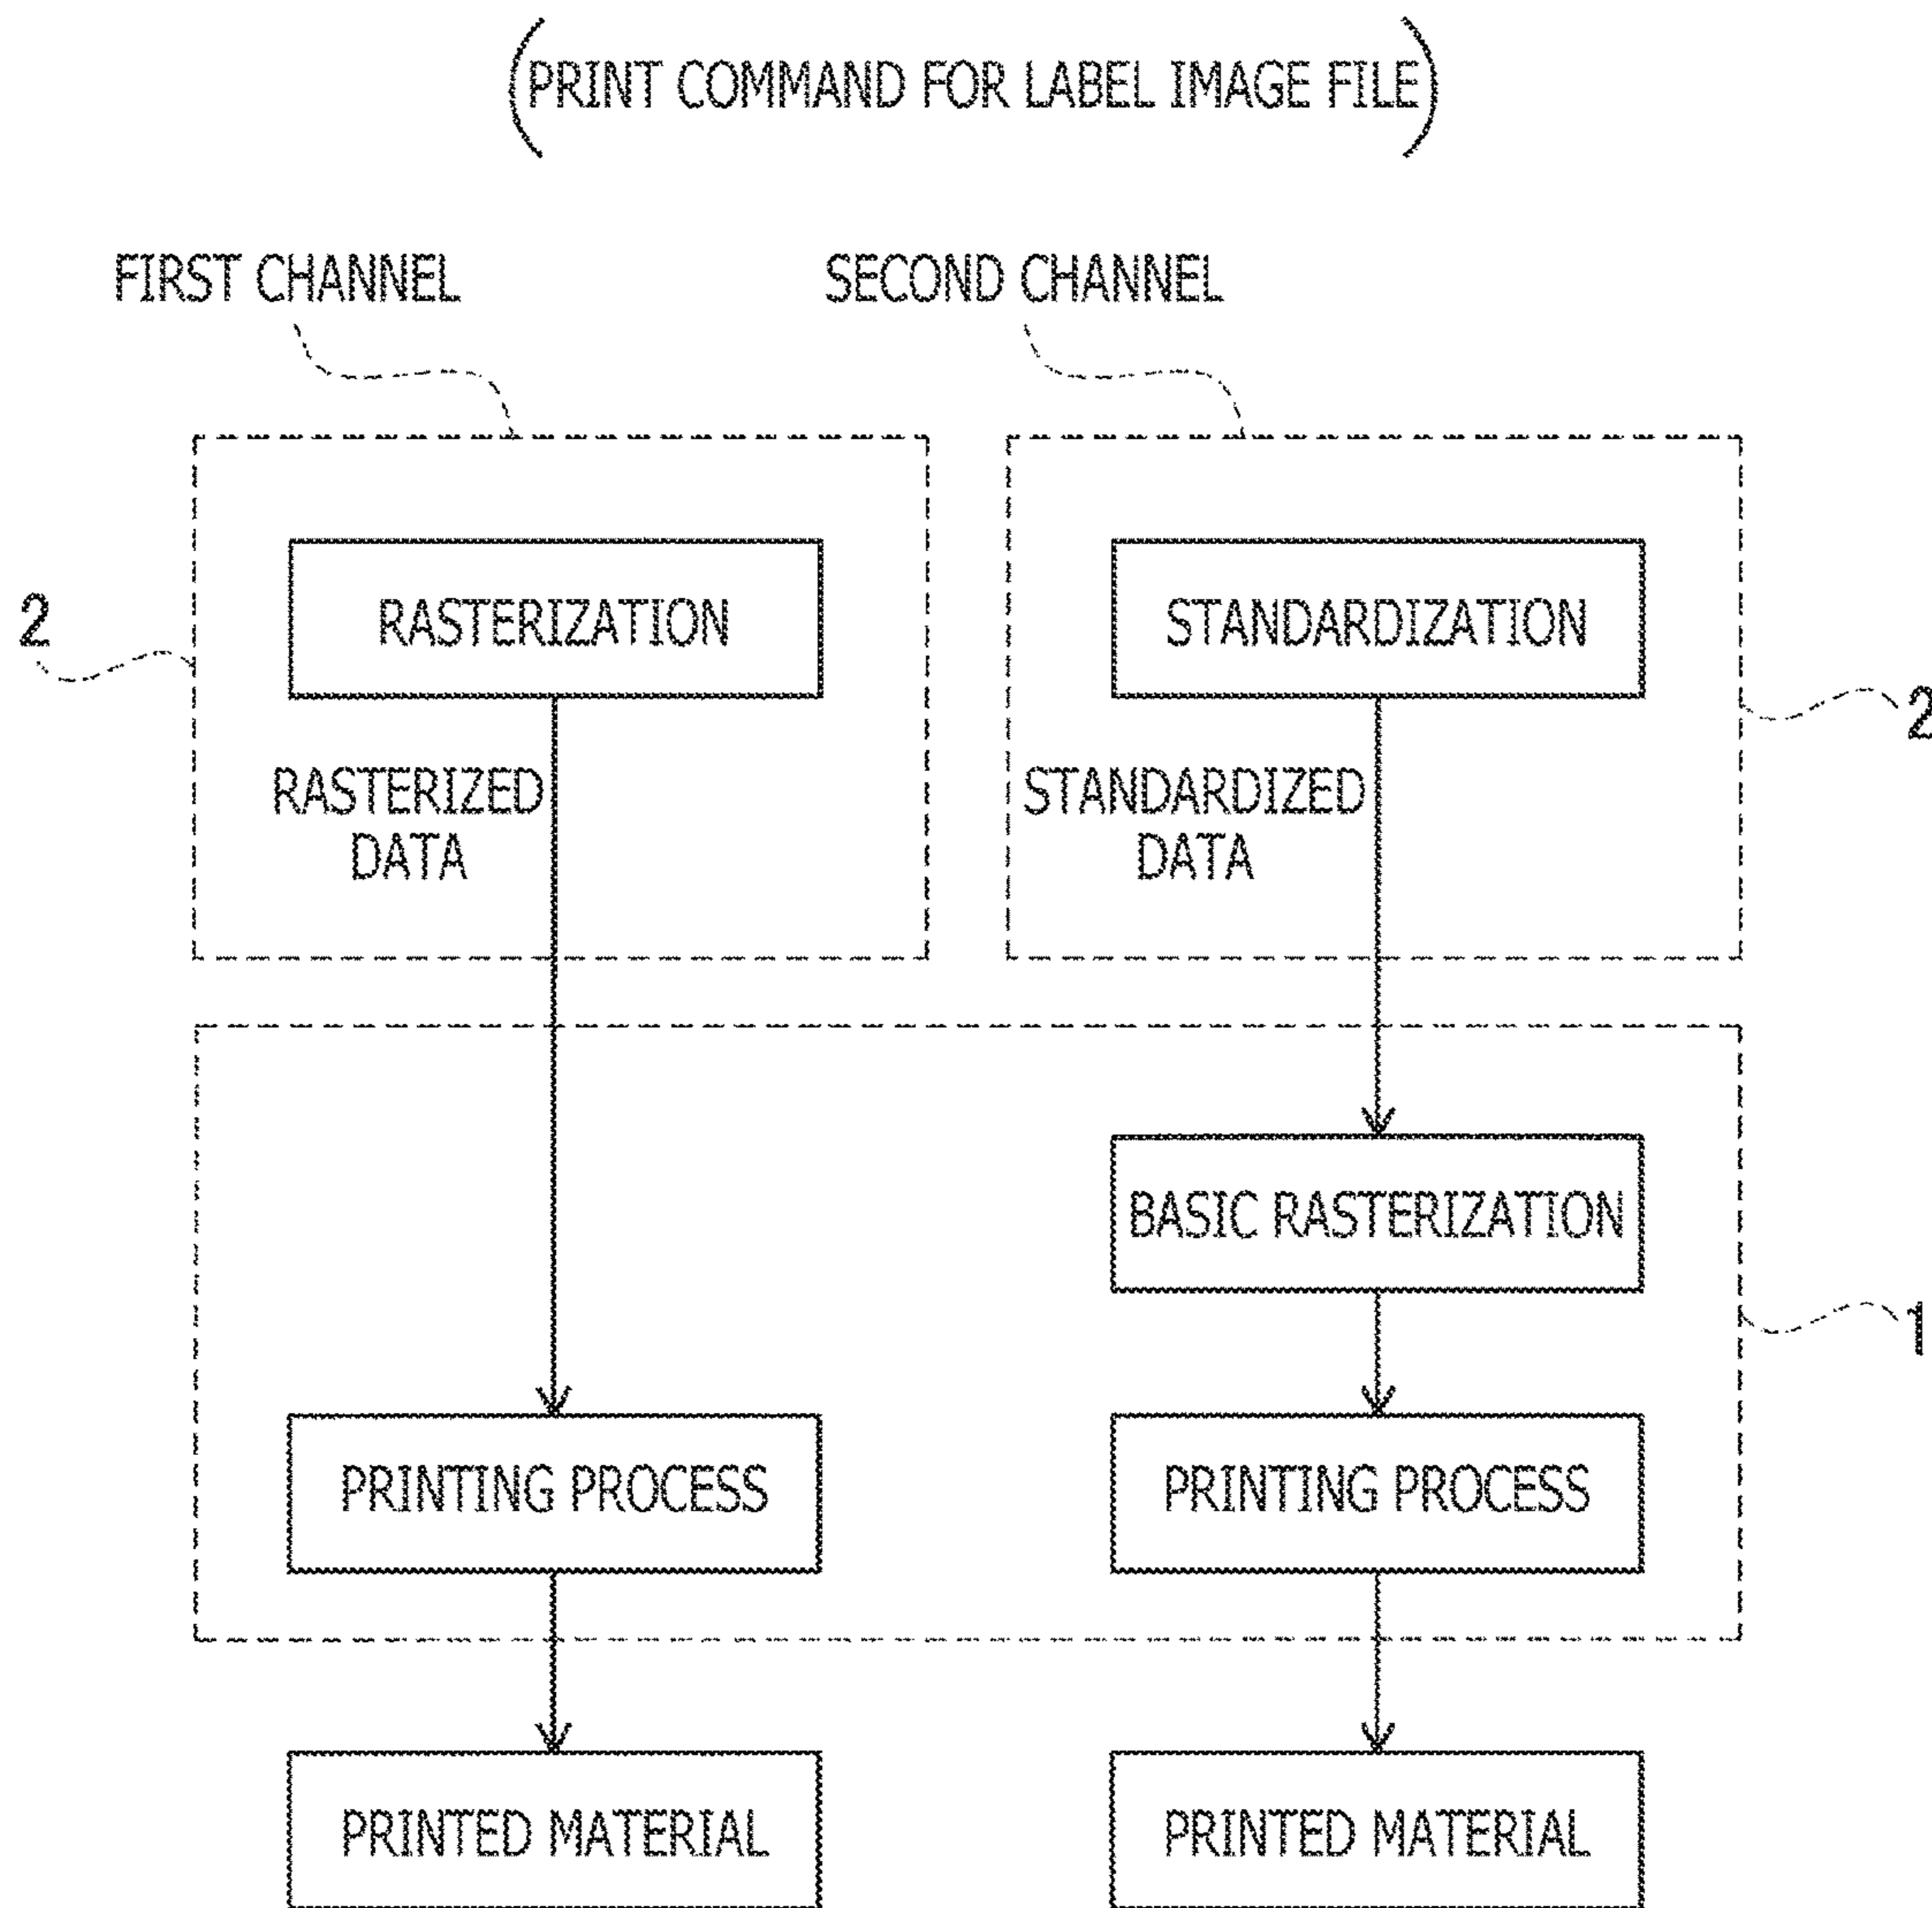 (PRINT COMMAND FOR LABEL IMAGE FILE)
FIRST CHANNEL
SECOND CHANNEL
RASTERIZATION
STANDARDIZATION
2
2
RASTERIZED
DATA
STANDARDIZED
DATA
BASIC RASTERIZATION
1
PRINTING PROCESS
PRINTING PROCESS
PRINTED MATERIAL
PRINTED MATERIAL